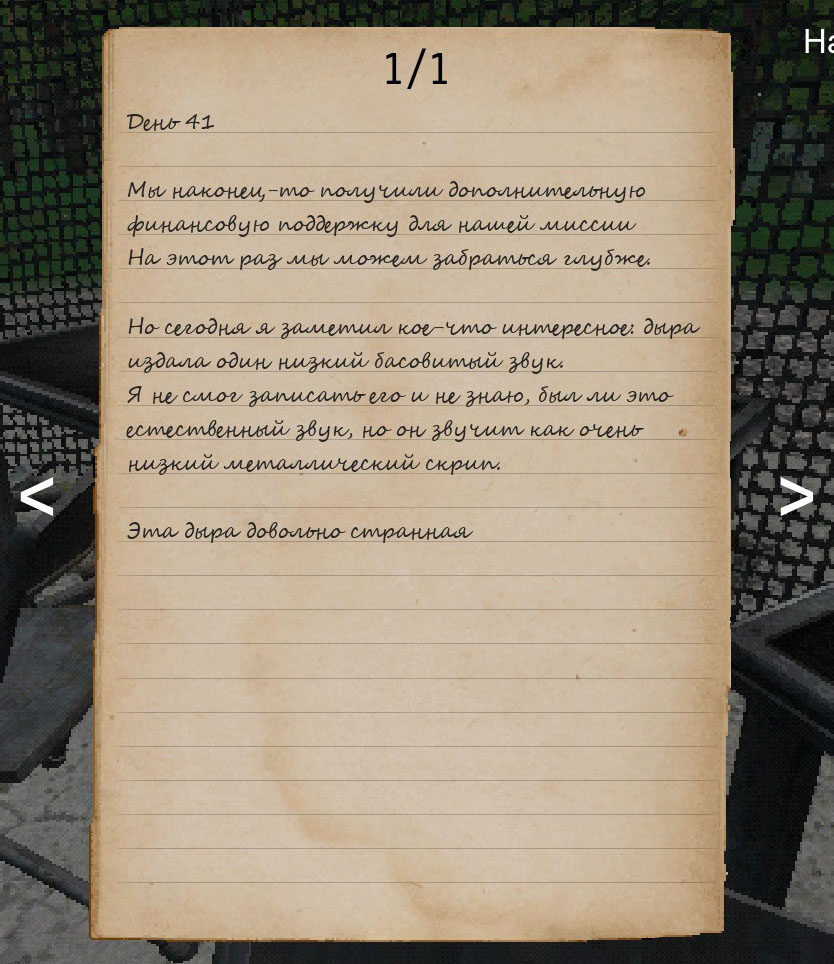 На
1/1
День 41
Мы наконец,-то получили дополнительную
финансовую поддержку для нашей миссии
На этот раз мы можем забраться глубже.
Но сегодня я заметил кое-что интересное: дыра
издала один низкий басовитый звук.
Я не смог записать его и не знаю, был ли это
естественный звук, но он звучит как очень
низкий металлический скрип.
< >
Эта дыра довольно странная